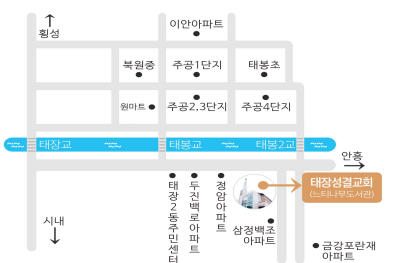 횡성
이안아파트
북원중
주공1단지
태봉초
원마트
주공2,3단지
주공4단지
태장교
태봉교
태봉2교
안흥
태장2동주민센터
두진백로아파트
정암아파트
태장성결교회
(느티나무도서관)
시내
삼정백조
아파트
금강포란재
아파트